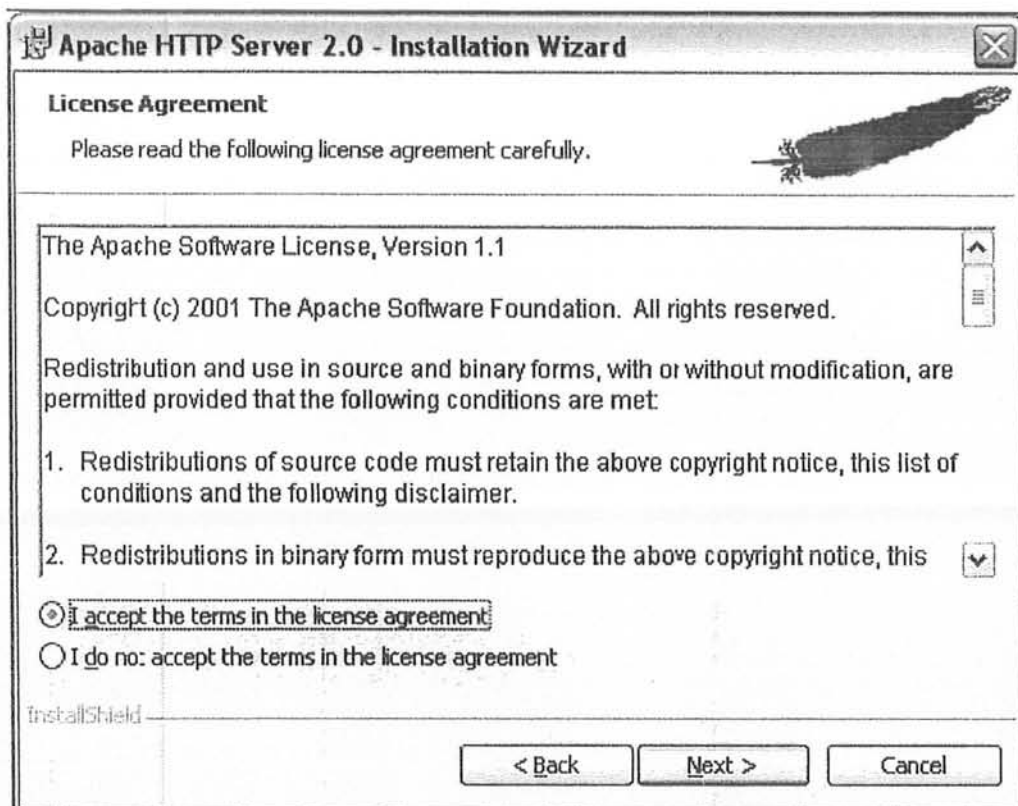 Apache HTTP Server 2.0 - Installation Wizard
License Agreement
Please read the following license agreement carefully.
The Apache Software License, Version 1.1
Copyright (c) 2001 The Apache Software Foundation. All rights reserved.
Redistribution and use in source and binary forms, with or without modification, are
permitted provided that the following conditions are met:
1. Redistributions of source code must retain the above copyright notice, this list of
conditions and the following disclaimer.
2. Redistributions in binary form must reproduce the above copyright notice, this
I accept the terms in the license agreement
I do no: accept the terms in the license agreement
InstallShield
< Back
Next >
Cancel